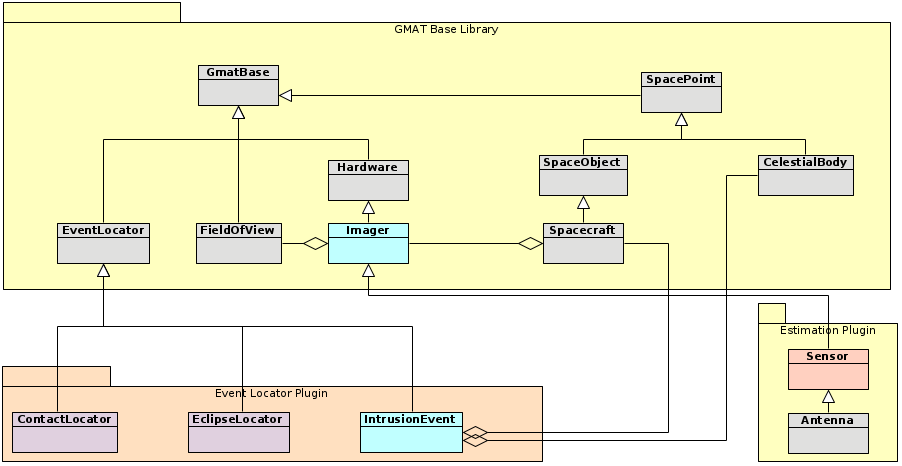 GMAT Base Library
GmatBase
SpacePoint
Hardware
SpaceObject
CelestialBody
EventLocator
FieldOfView
Imager
Spacecraft
Estimation Plugin
Sensor
Antenna
Event Locator Plugin
ContactLocator
EclipseLocator
IntrusionEvent